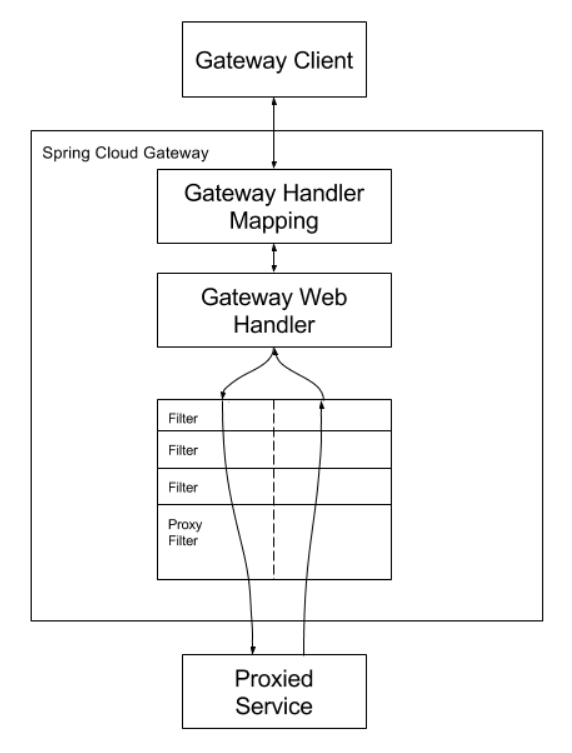 Gateway Client
Spring Cloud Gateway
Gateway Handler
Mapping
Gateway Web
Handler
Filter
Filter
Filter
Proxy
Filter
Proxied
Service